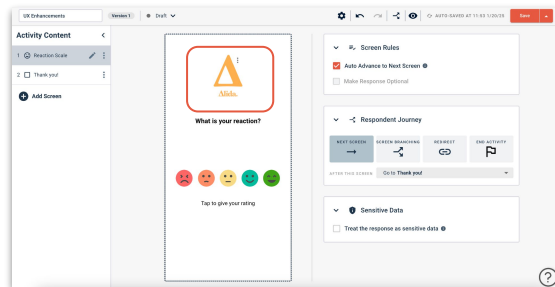 UX Enhancements
Version 1
Draft
AUTO-SAVED AT 11:53 1/20/25
Save
Activity Content
1 Reaction Scale
2 Thank you!
Add Screen
Alida.
What is your reaction?
Tap to give your rating
Screen Rules
Auto Advance to Next Screen
Make Response Optional
Respondent Journey
NEXT SCREEN
SCREEN BRANCHING
REDIRECT
END ACTIVITY
AFTER THIS SCREEN Go to Thank you!
Sensitive Data
Treat the response as sensitive data